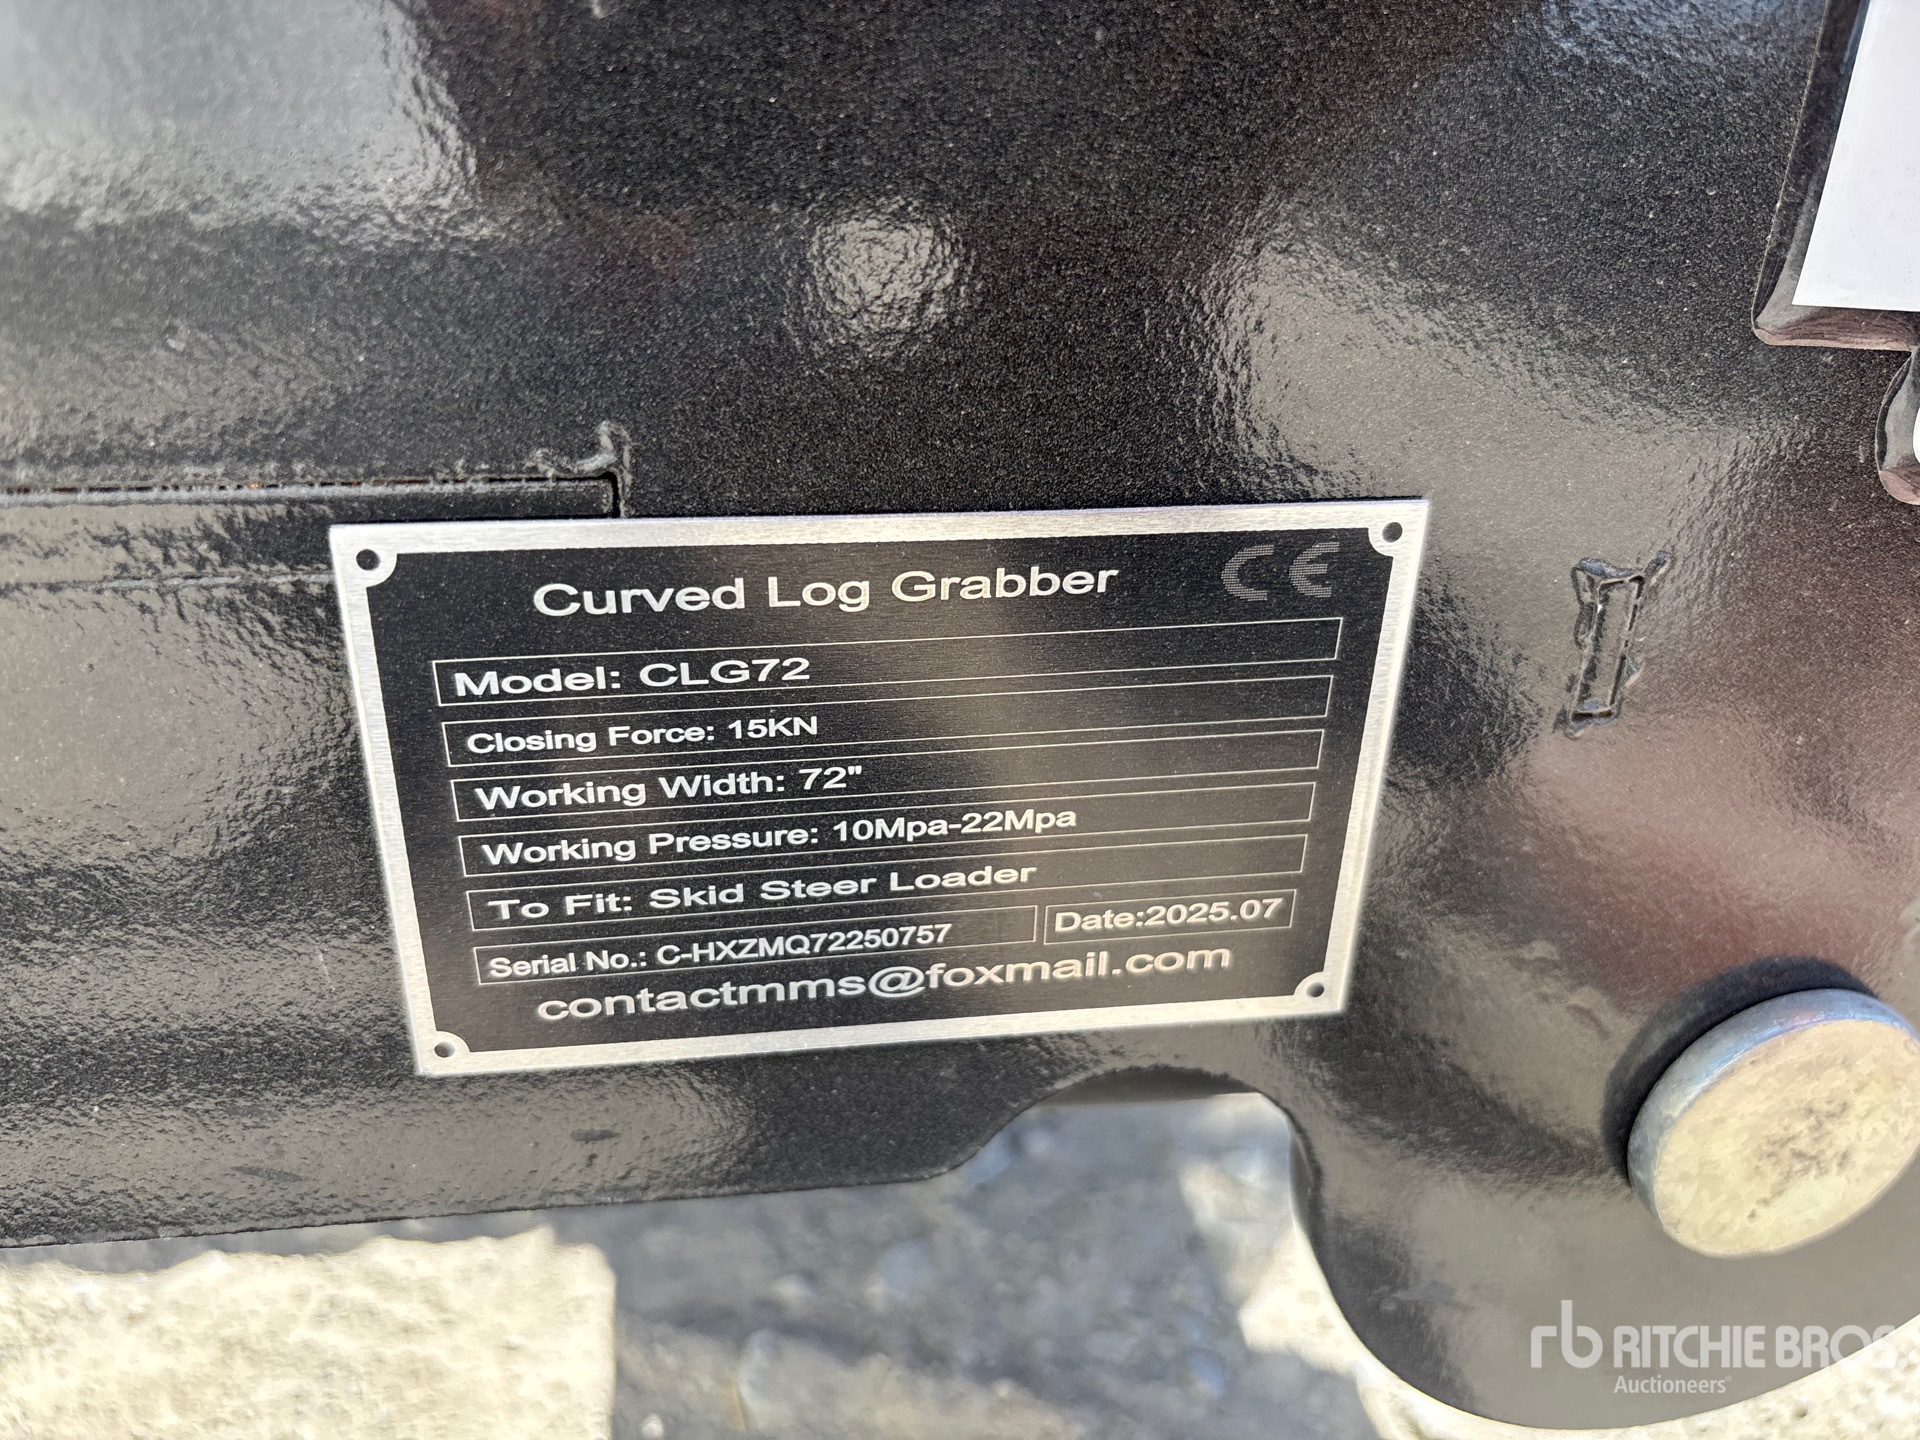 Curved Log Grabber CE
Model: CLG72
Closing Force: 15KN
Working Width: 72"
Working Pressure: 10Mpa-22Mpa
To Fit: Skid Steer Loader
Serial No.: C-HXZMQ72250757 Date:2025.07
contactmms@foxmail.com
rb RITCHIE BROS
Auctioneers